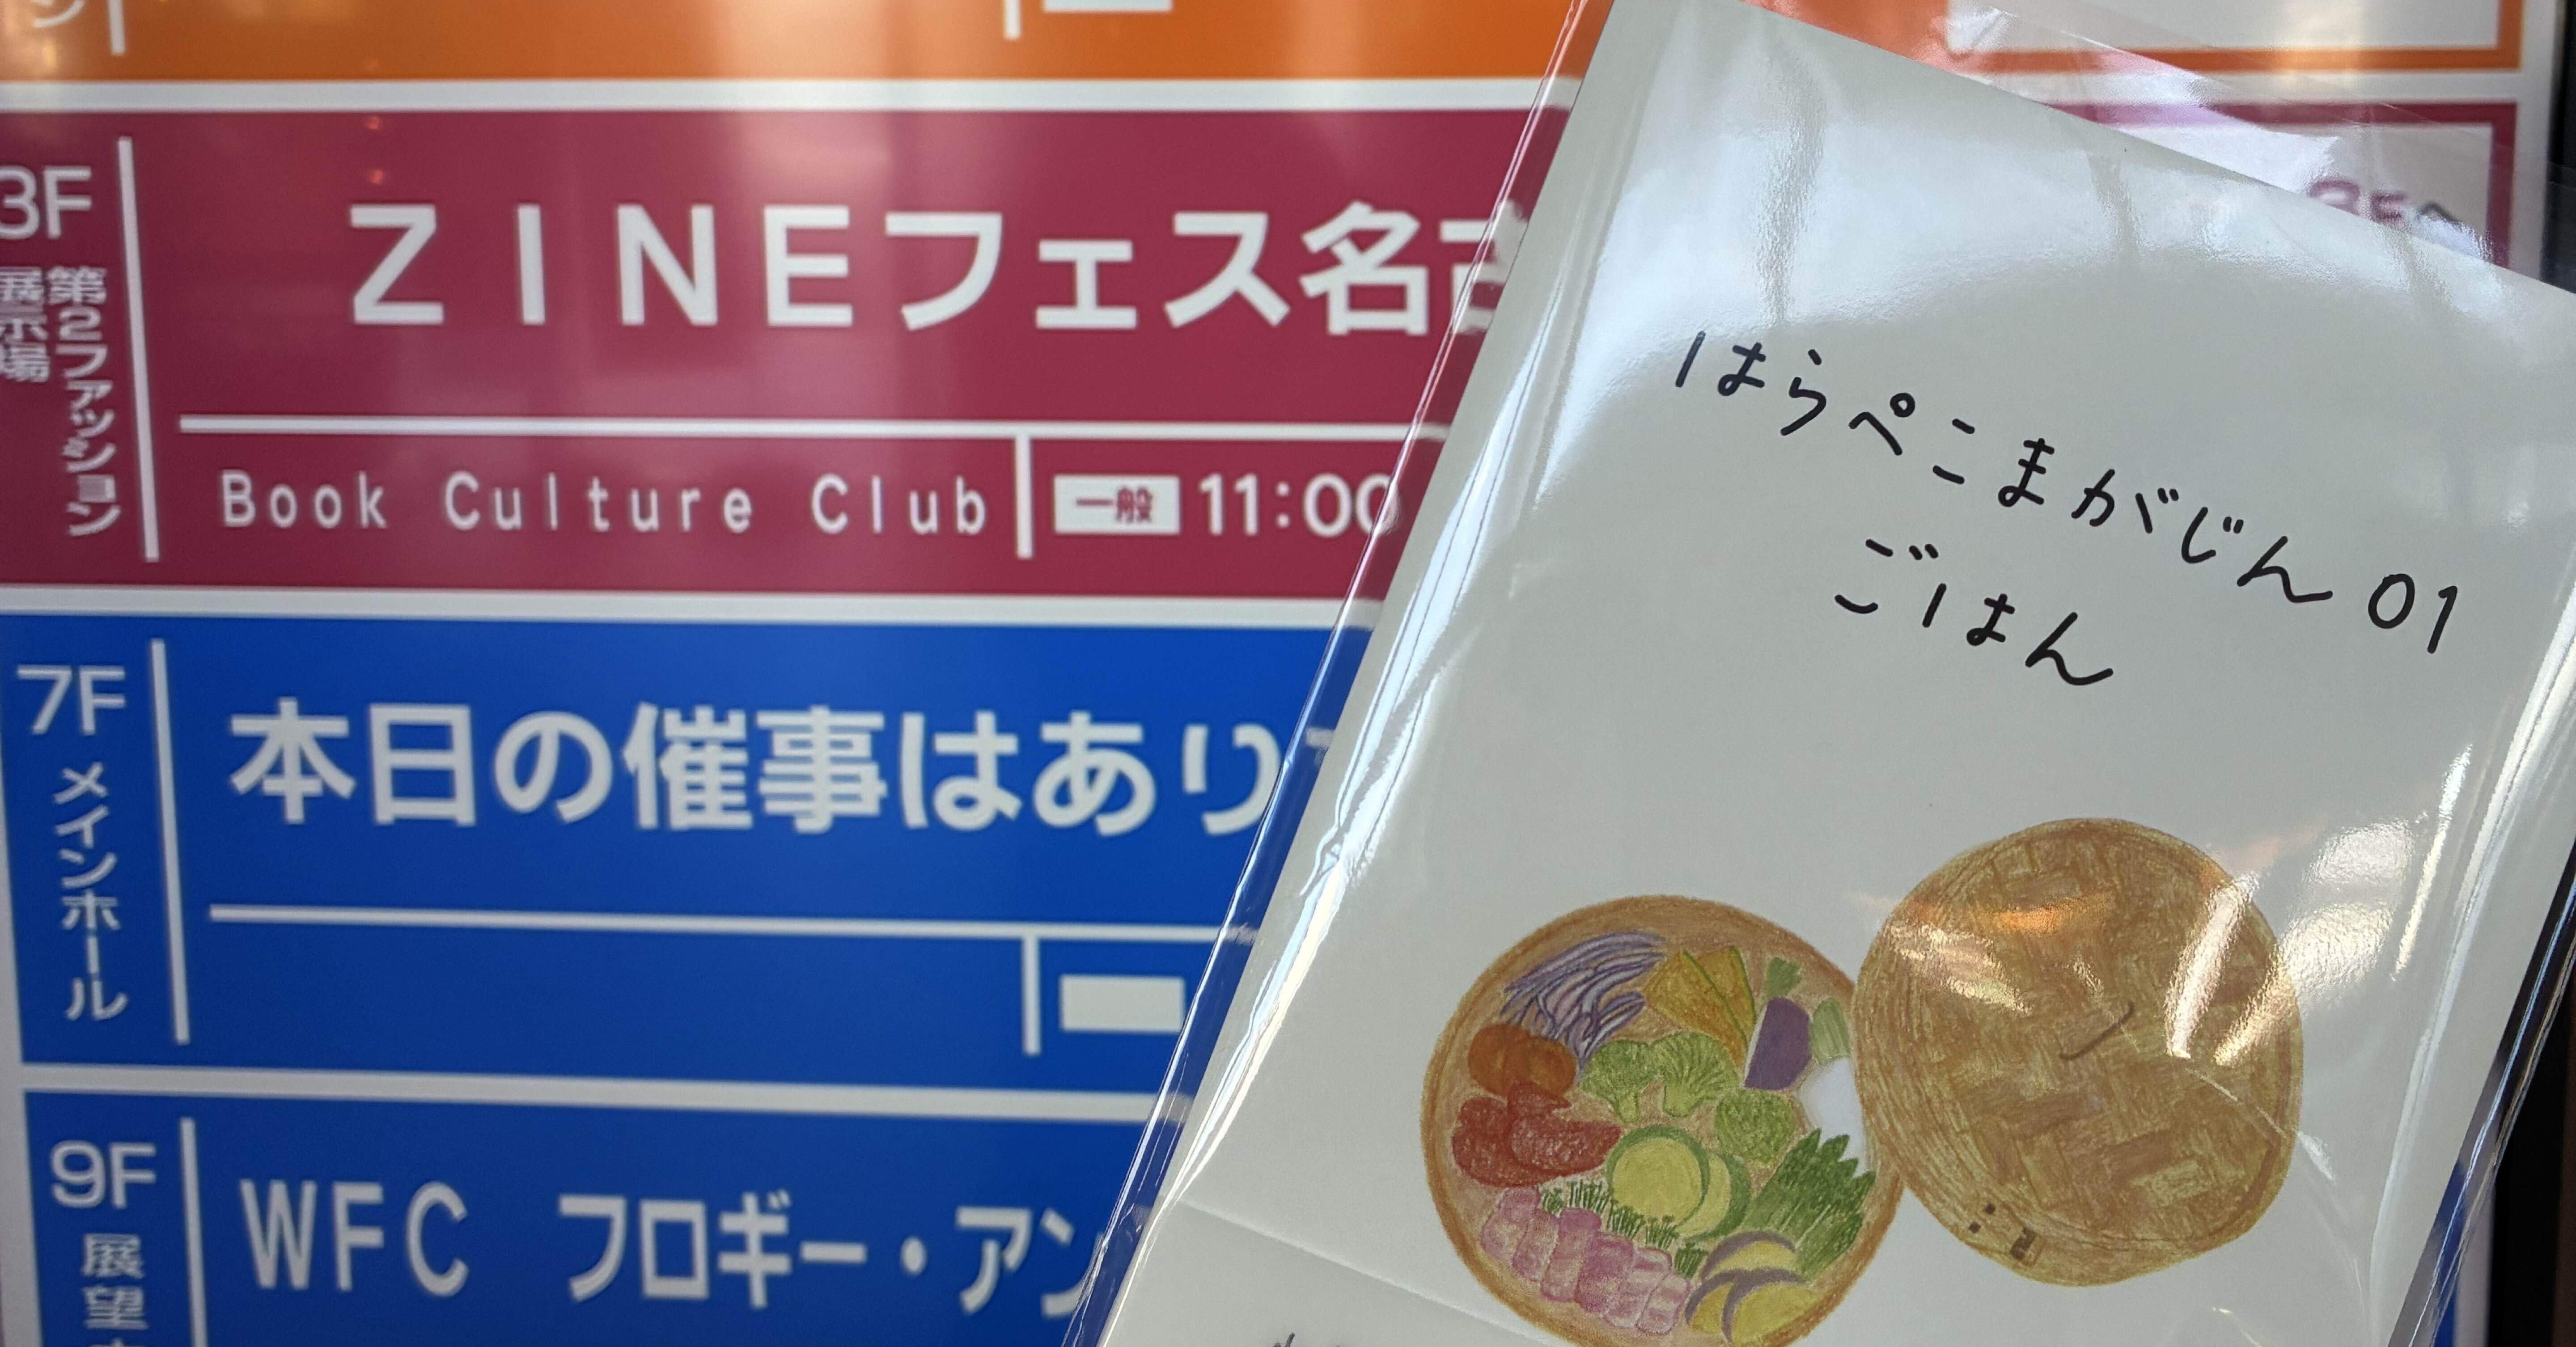 3F
第2ファッション
展示場
ZINEフェス名古
Book Culture Club
一般 11:00
7F
メインホール
本日の催事はあり
9F
展望
WFC フロギー・アン
はらぺこまがじん 01
ごはん